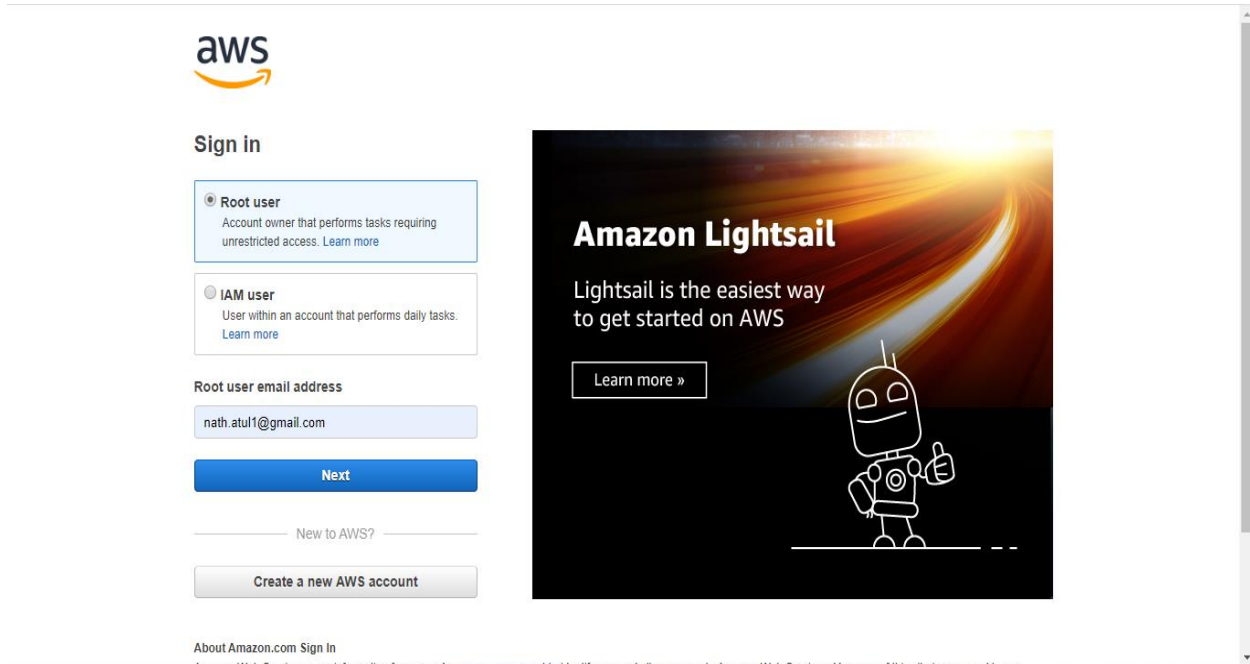 aws
Sign in
Root user
Account owner that performs tasks requiring
unrestricted access. Learn more
IAM user
User within an account that performs daily tasks.
Learn more
Root user email address
nath.atul1@gmail.com
Next
New to AWS?
Create a new AWS account
Amazon Lightsail
Lightsail is the easiest way
to get started on AWS
Learn more »
About Amazon.com Sign In